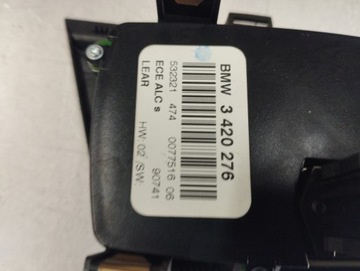 BMW 3 420 276
532321 474 0077516 06
ECE ALC s 90741
LEAR HW 02 /SW